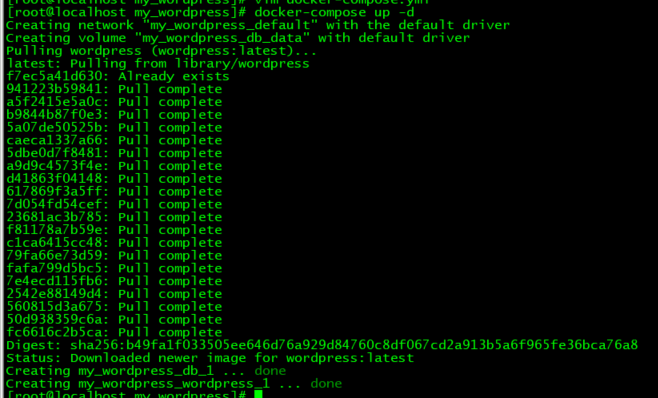 [root@localhost my_wordpress]# vim docker-compose.yml
[root@localhost my_wordpress]# docker-compose up -d
Creating network "my_wordpress_default" with the default driver
Creating volume "my_wordpress_db_data" with default driver
Pulling wordpress (wordpress:latest)...
latest: Pulling from library/wordpress
f7ec5a41d630: Already exists
941223b59841: Pull complete
a5f2415e5a0c: Pull complete
b9844b87f0e3: Pull complete
5a07de50525b: Pull complete
caeca1337a66: Pull complete
5dbe0d7f8481: Pull complete
a9d9c4573f4e: Pull complete
d41863f04148: Pull complete
617869f3a5ff: Pull complete
7d054fd54cef: Pull complete
23681ac3b785: Pull complete
f81178a7b59e: Pull complete
c1ca6415cc48: Pull complete
79fa66e73d59: Pull complete
fafa799d5bc5: Pull complete
7e4ecd115fb6: Pull complete
2542e88149d4: Pull complete
560815d3a675: Pull complete
50d938359c6a: Pull complete
fc6616c2b5ca: Pull complete
Digest: sha256:b49fa1f033505ee646d76a929d84760c8df067cd2a913b5a6f965fe36bca76a8
Status: Downloaded newer image for wordpress:latest
Creating my_wordpress_db_1 ... done
Creating my_wordpress_wordpress_1 ... done
[root@localhost my_wordpress]#